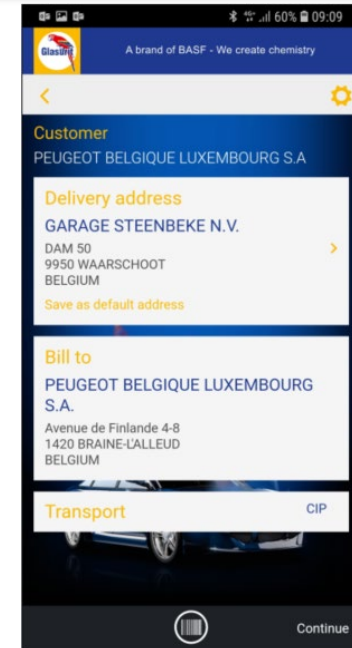 4G+ 60% 09:09
Glasurit
A brand of BASF - We create chemistry
Customer
PEUGEOT BELGIQUE LUXEMBOURG S.A
Delivery address
GARAGE STEENBEKE N.V.
DAM 50
9950 WAARSCHOOT
BELGIUM
Save as default address
Bill to
PEUGEOT BELGIQUE LUXEMBOURG
S.A.
Avenue de Finlande 4-8
1420 BRAINE-L'ALLEUD
BELGIUM
Transport CIP
Continue